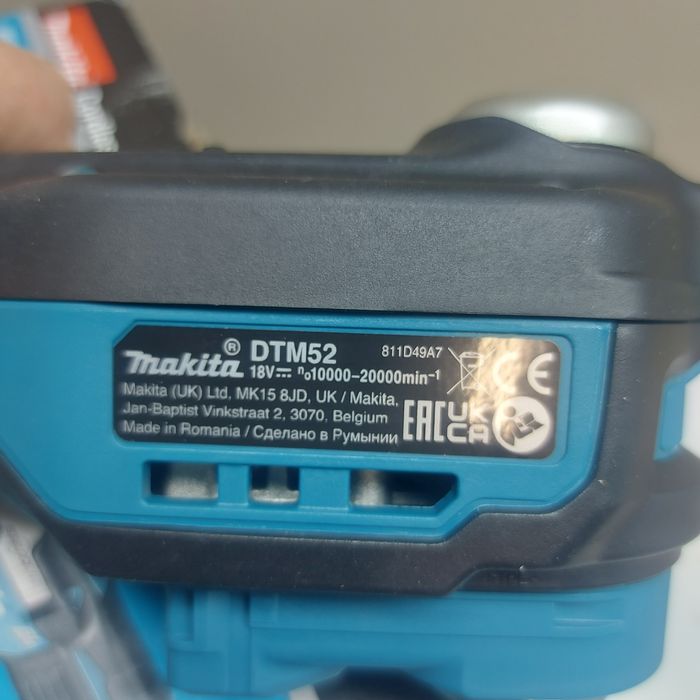 makita® DTM52 811D49A7
18V⎓ n₀10000–20000min⁻¹
Makita (UK) Ltd. MK15 8JD, UK / Makita,
Jan-Baptist Vinkstraat 2, 3070, Belgium
Made in Romania / Сделано в Румынии
CE
EAC UKCA